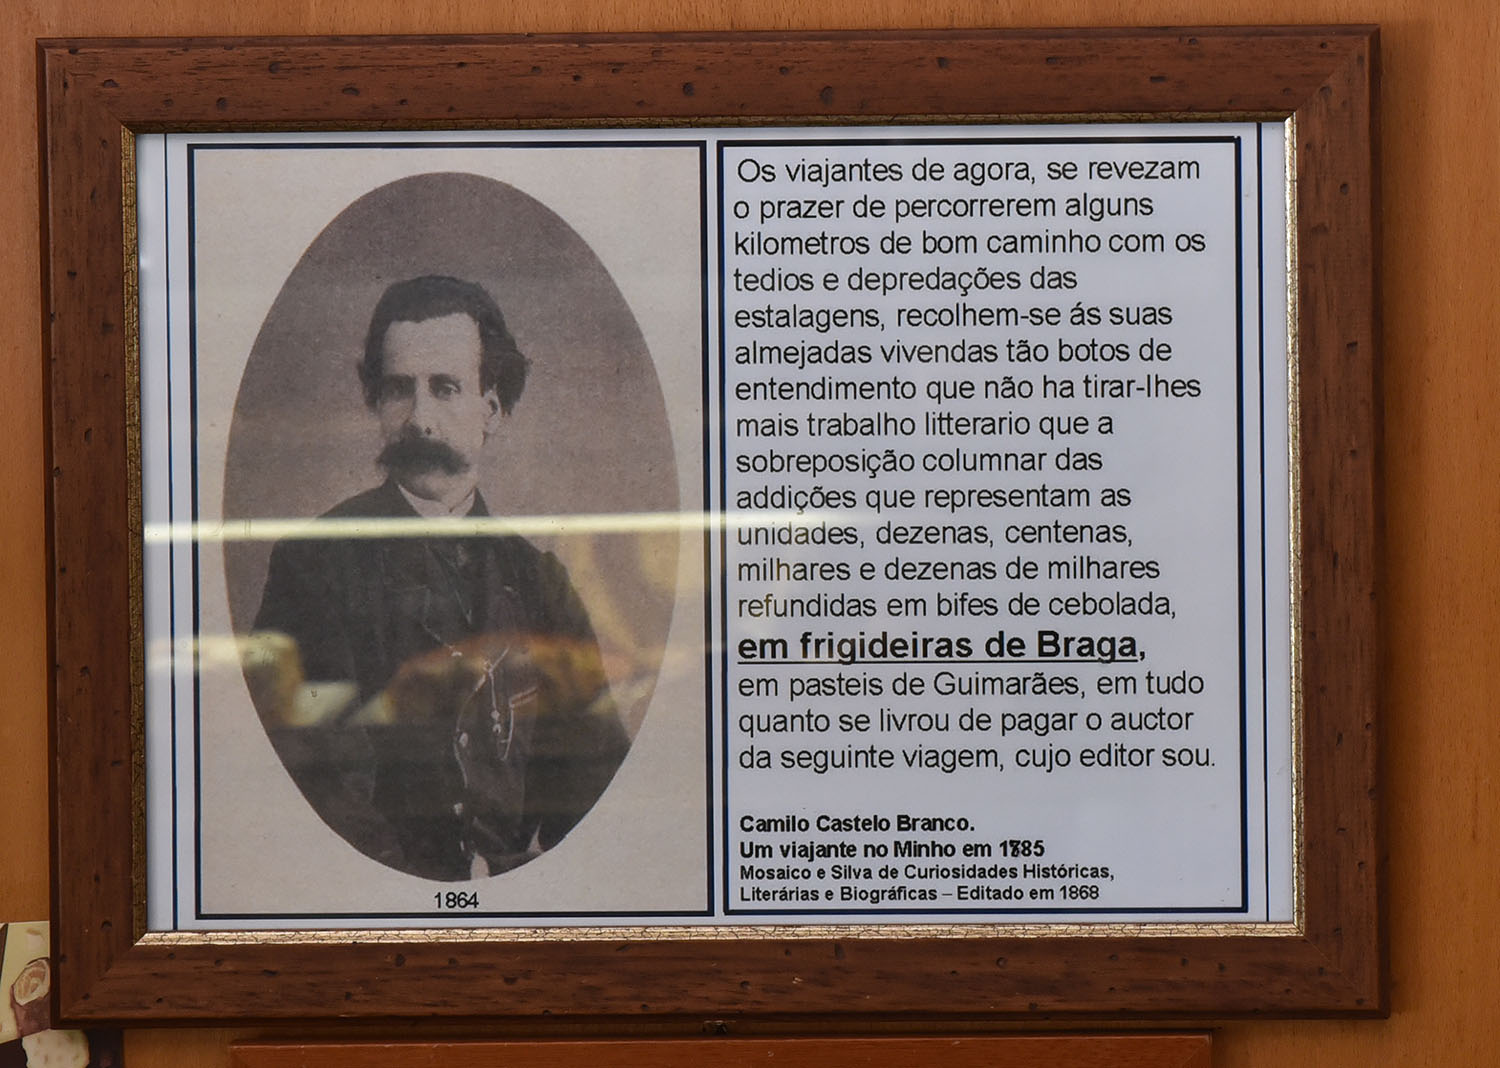 Os viajantes de agora, se revezam
o prazer de percorrerem alguns
kilometros de bom caminho com os
tedios e depredações das
estalagens, recolhem-se ás suas
almejadas vivendas tão botos de
entendimento que não ha tirar-lhes
mais trabalho litterario que a
sobreposição columnar das
addições que representam as
unidades, dezenas, centenas,
milhares e dezenas de milhares
refundidas em bifes de cebolada,
em frigideiras de Braga,
em pasteis de Guimarães, em tudo
quanto se livrou de pagar o auctor
da seguinte viagem, cujo editor sou.
Camilo Castelo Branco.
Um viajante no Minho em 1785
Mosaico e Silva de Curiosidades Históricas,
Literárias e Biográficas – Editado em 1868
1864